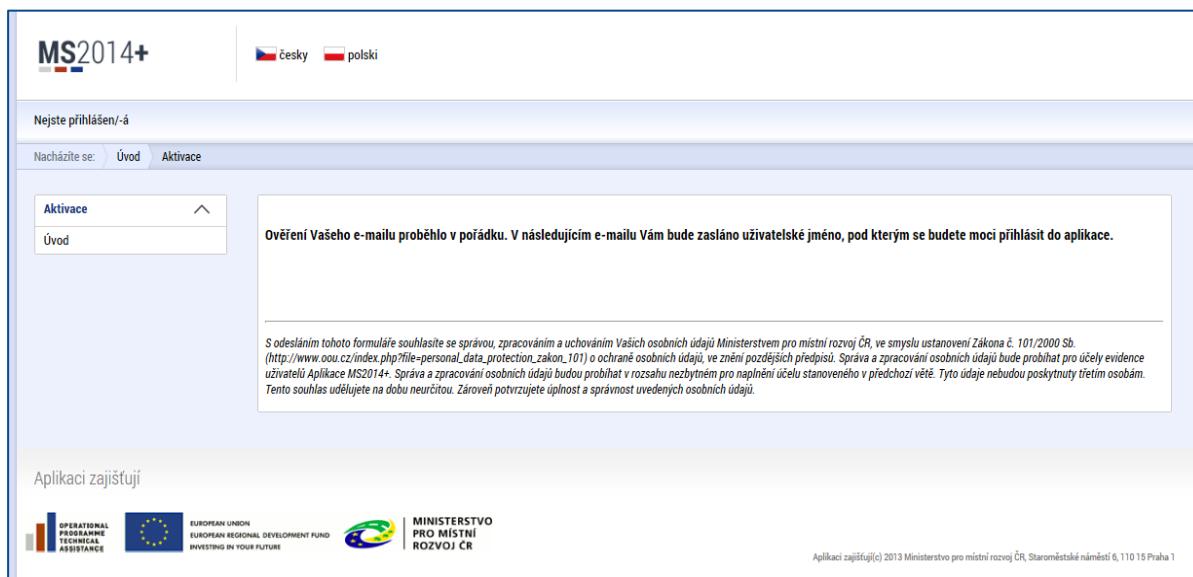 MS2014+
česky
polski
Nejste přihlášen/-á
Nacházíte se: Úvod Aktivace
Aktivace
Úvod
Ověření Vašeho e-mailu proběhlo v pořádku. V následujícím e-mailu Vám bude zasláno uživatelské jméno, pod kterým se budete moci přihlásit do aplikace.
S odesláním tohoto formuláře souhlasíte se správou, zpracováním a uchováním Vašich osobních údajů Ministerstvem pro místní rozvoj ČR, ve smyslu ustanovení Zákona č. 101/2000 Sb.
(http://www.oou.cz/index.php?file=personal_data_protection_zakon_101) o ochraně osobních údajů, ve znění pozdějších předpisů. Správa a zpracování osobních údajů bude probíhat pro účely evidence
uživatelů Aplikace MS2014+. Správa a zpracování osobních údajů budou probíhat v rozsahu nezbytném pro naplnění účelu stanoveného v předchozí větě. Tyto údaje nebudou poskytnuty třetím osobám.
Tento souhlas udělujete na dobu neurčitou. Zároveň potvrzujete úplnost a správnost uvedených osobních údajů.
Aplikaci zajišťují
OPERATIONAL
PROGRAMME
TECHNICAL
ASSISTANCE
EUROPEAN UNION
EUROPEAN REGIONAL DEVELOPMENT FUND
INVESTING IN YOUR FUTURE
MINISTERSTVO
PRO MÍSTNÍ
ROZVOJ ČR
Aplikaci zajišťují(c) 2013 Ministerstvo pro místní rozvoj ČR, Staroměstské náměstí 6, 110 15 Praha 1